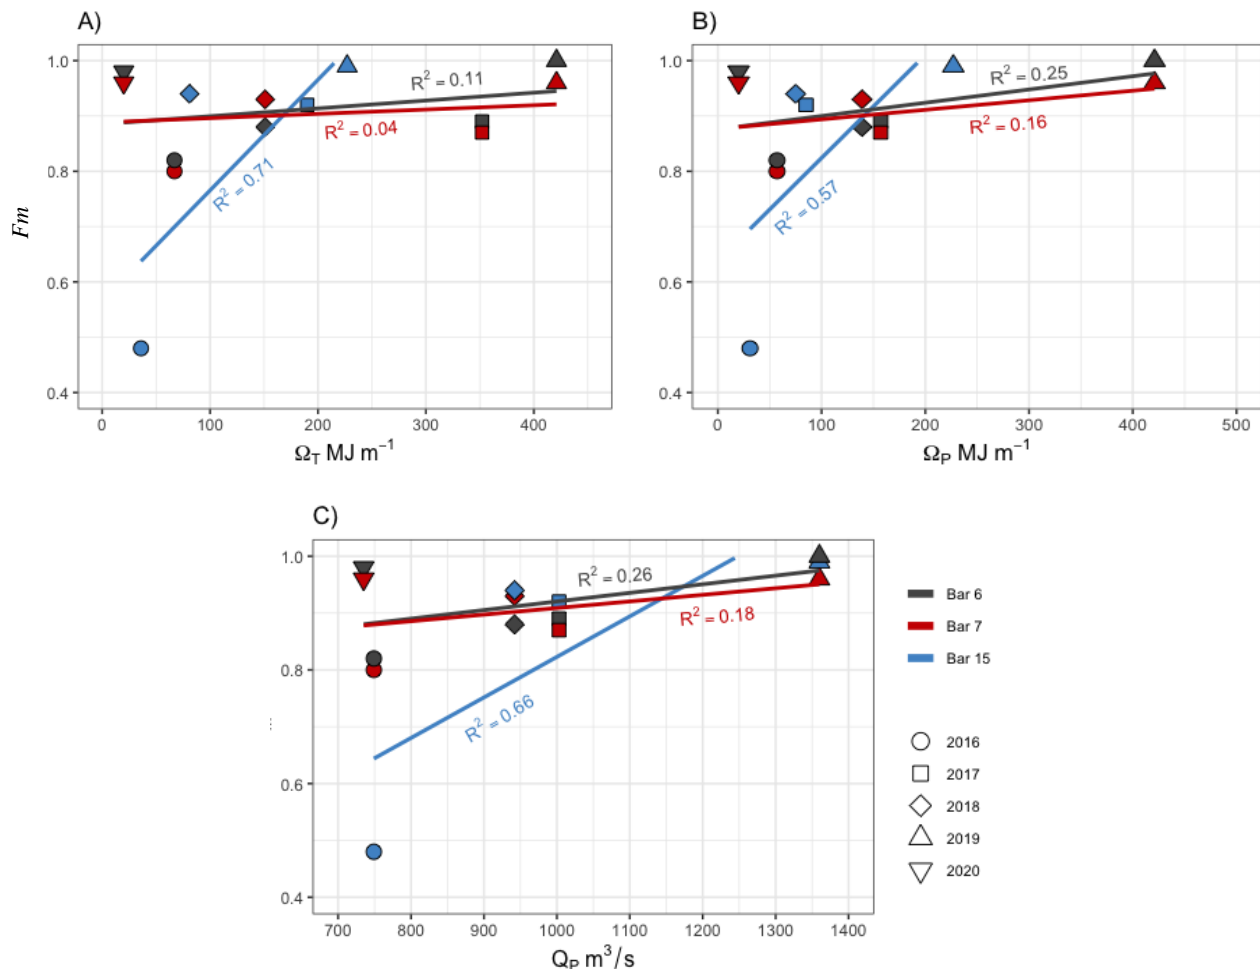 A)
1.0
0.8
0.6
0.4
Fm
R² = 0.11
R² = 0.04
R² = 0.71
0
100
200
300
400
Ω_T MJ m⁻¹
B)
1.0
0.8
0.6
0.4
R² = 0.25
R² = 0.16
R² = 0.57
0
100
200
300
400
500
Ω_P MJ m⁻¹
C)
1.0
0.8
0.6
0.4
R² = 0.26
R² = 0.18
R² = 0.66
700
800
900
1000
1100
1200
1300
1400
Q_P m³/s
Bar 6
Bar 7
Bar 15
2016
2017
2018
2019
2020